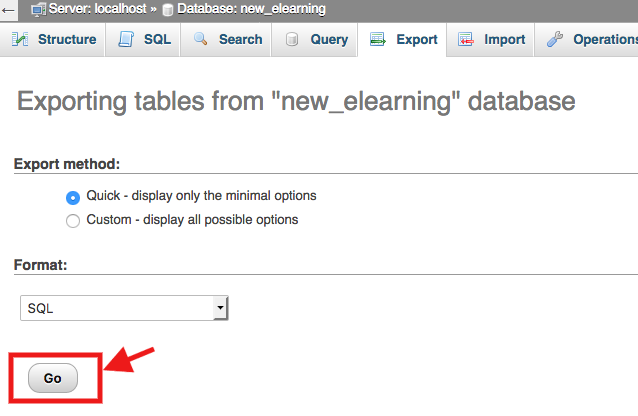 Server: localhost » Database: new_elearning
Structure SQL Search Query Export Import Operations
Exporting tables from "new_elearning" database
Export method:
Quick - display only the minimal options
Custom - display all possible options
Format:
SQL
Go